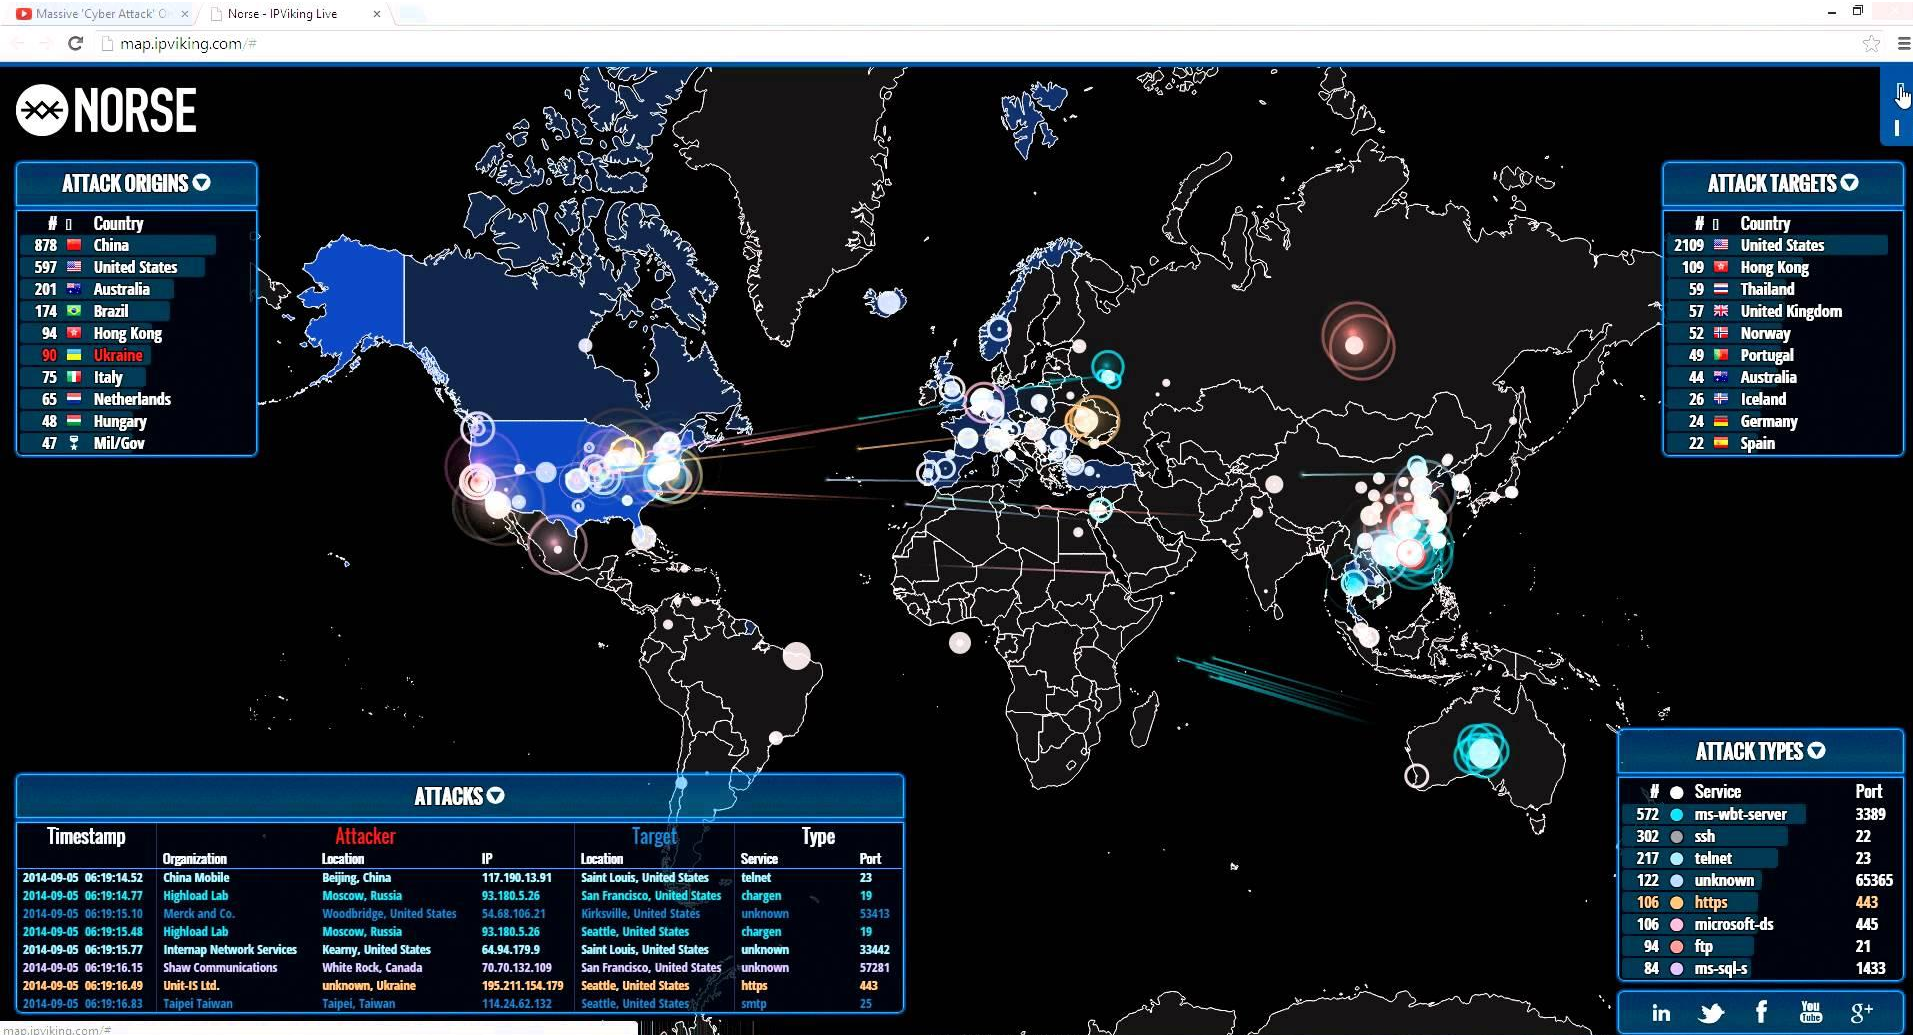 Massive 'Cyber Attack' O
Norse - IPViking Live
map.ipviking.com/#
NORSE
ATTACK ORIGINS
# Country
878 China
597 United States
201 Australia
174 Brazil
94 Hong Kong
90 Ukraine
75 Italy
65 Netherlands
48 Hungary
47 Mil/Gov
ATTACK TARGETS
# Country
2109 United States
109 Hong Kong
59 Thailand
57 United Kingdom
52 Norway
49 Portugal
44 Australia
26 Iceland
24 Germany
22 Spain
ATTACKS
Timestamp Attacker Target Type
Organization Location IP Location Service Port
2014-09-05 06:19:14.52 China Mobile Beijing, China 117.190.13.91 Saint Louis, United States telnet 23
2014-09-05 06:19:14.77 Highload Lab Moscow, Russia 93.180.5.26 San Francisco, United States chargen 19
2014-09-05 06:19:15.10 Merck and Co. Woodbridge, United States 54.68.106.21 Kirksville, United States unknown 53413
2014-09-05 06:19:15.48 Highload Lab Moscow, Russia 93.180.5.26 Seattle, United States chargen 19
2014-09-05 06:19:15.77 Internap Network Services Kearny, United States 64.94.179.9 Saint Louis, United States unknown 33442
2014-09-05 06:19:16.15 Shaw Communications White Rock, Canada 70.70.132.109 San Francisco, United States unknown 57281
2014-09-05 06:19:16.49 Unit-IS Ltd. unknown, Ukraine 195.211.154.179 Seattle, United States https 443
2014-09-05 06:19:16.83 Taipei Taiwan Taipei, Taiwan 114.24.62.132 Seattle, United States smtp 25
ATTACK TYPES
# Service Port
572 ms-wbt-server 3389
302 ssh 22
217 telnet 23
122 unknown 65365
106 https 443
106 microsoft-ds 445
94 ftp 21
84 ms-sql-s 1433
in f You Tube g+
map.ipviking.com/#